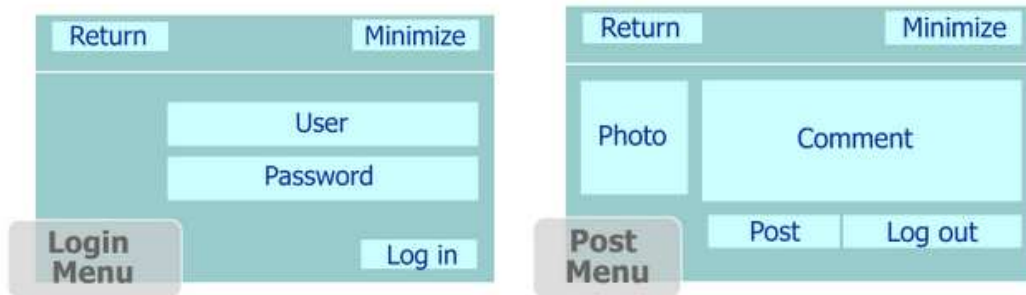 Return
Minimize
User
Password
Log in
Login
Menu
Return
Minimize
Photo
Comment
Post
Log out
Post
Menu